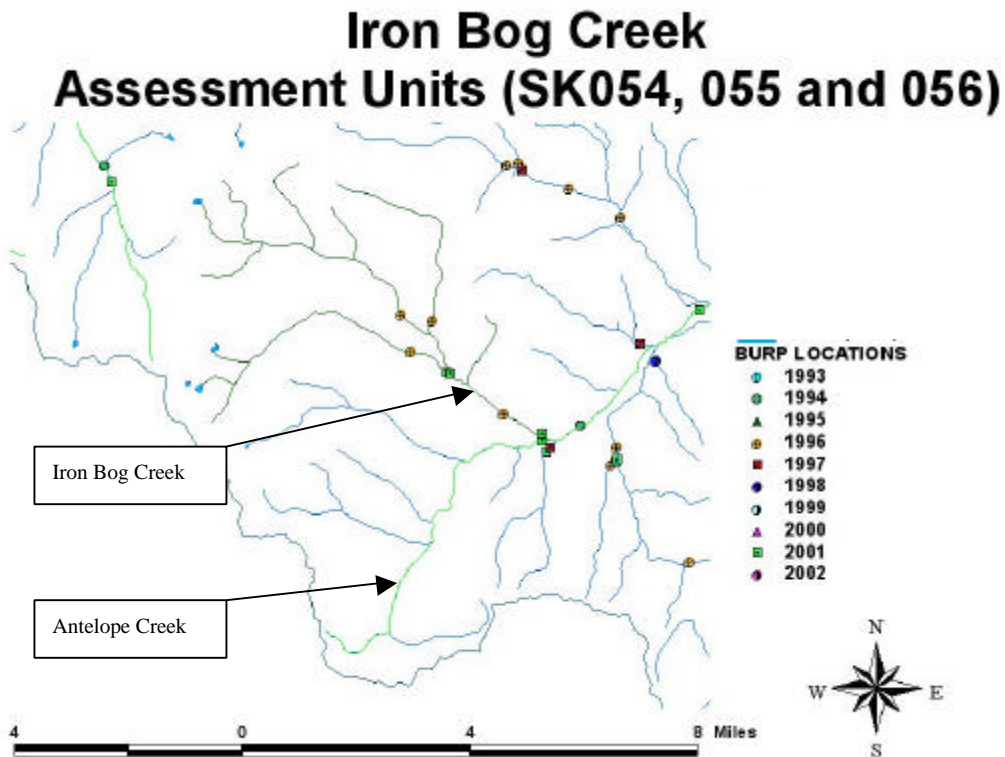 Iron Bog Creek
Assessment Units (SK054, 055 and 056)
BURP LOCATIONS
1993
1994
1995
1996
1997
1998
1999
2000
2001
2002
Iron Bog Creek
Antelope Creek
N
W E
S
4 0 4 8 Miles